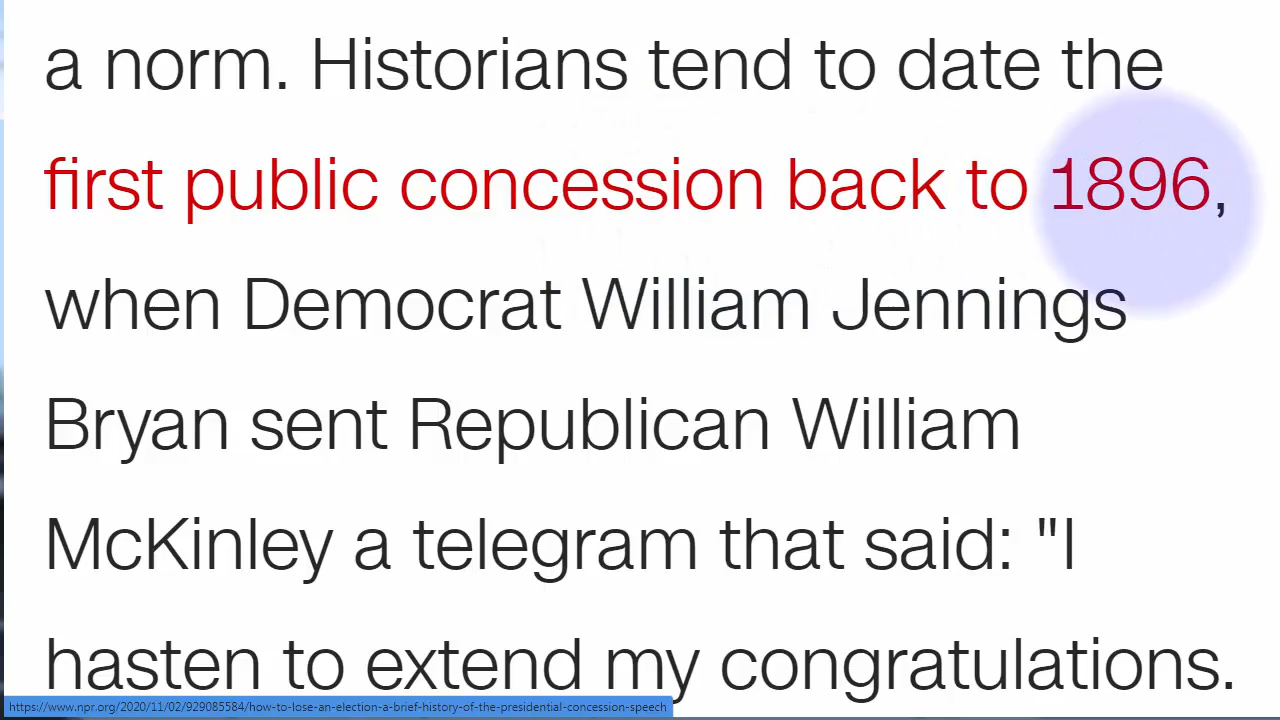 a norm. Historians tend to date the
first public concession back to 1896,
when Democrat William Jennings
Bryan sent Republican William
McKinley a telegram that said: "I
hasten to extend my congratulations.
https://www.npr.org/2020/11/02/929085584/how-to-lose-an-election-a-brief-history-of-the-presidential-concession-speech